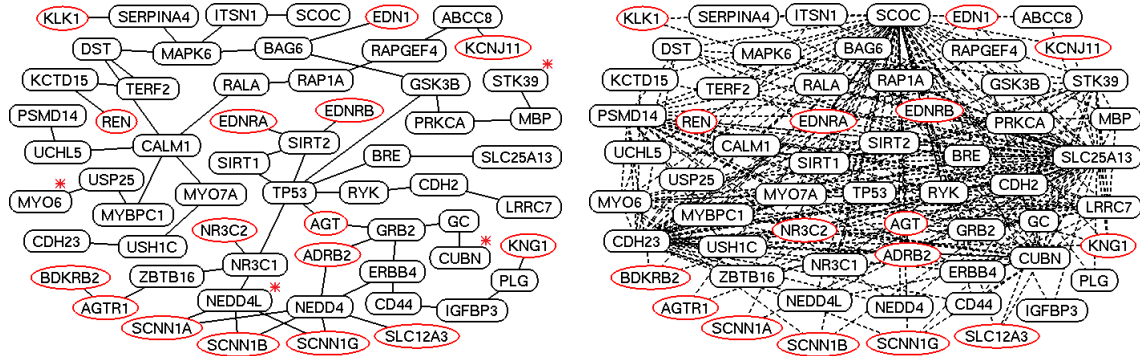 KLK1 SERPINA4 ITSN1 SCOC EDN1 ABCC8
DST MAPK6 BAG6 RAPGEF4 KCNJ11
KCTD15 TERF2 RALA RAP1A GSK3B STK39 *
PSMD14 REN EDNRA EDNRB PRKCA MBP
UCHL5 CALM1 SIRT1 SIRT2 BRE SLC25A13
MYO6 * USP25 MYO7A TP53 RYK CDH2
MYBPC1 LRRC7
CDH23 USH1C NR3C2 AGT GRB2 GC
BDKRB2 ZBTB16 NR3C1 ADRB2 ERBB4 CUBN * KNG1
AGTR1 NEDD4L * NEDD4 CD44 IGFBP3 PLG
SCNN1A SCNN1B SCNN1G SLC12A3
KLK1 SERPINA4 ITSN1 SCOC EDN1 ABCC8
DST MAPK6 BAG6 RAPGEF4 KCNJ11
KCTD15 TERF2 RALA RAP1A GSK3B STK39
PSMD14 REN EDNRA EDNRB PRKCA MBP
UCHL5 CALM1 SIRT1 SIRT2 BRE SLC25A13
MYO6 USP25 MYO7A TP53 RYK CDH2
MYBPC1 LRRC7
CDH23 USH1C NR3C2 AGT GRB2 GC
BDKRB2 ZBTB16 NR3C1 ADRB2 ERBB4 CUBN KNG1
AGTR1 NEDD4L NEDD4 CD44 IGFBP3 PLG
SCNN1A SCNN1B SCNN1G SLC12A3